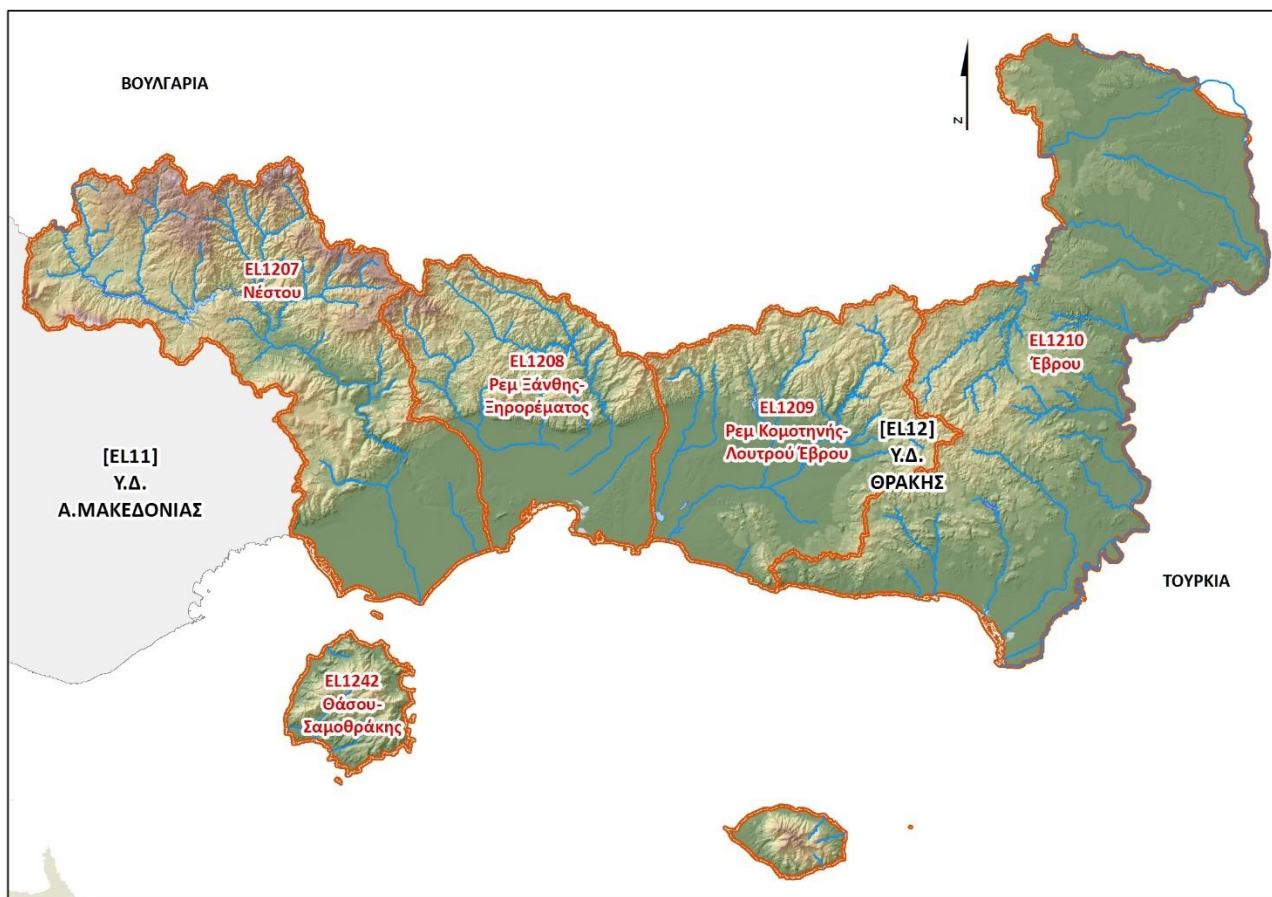 ΒΟΥΛΓΑΡΙΑ
Z
EL1207
Νέστου
EL1208
Ρεμ Ξάνθης-
Ξηρορέματος
EL1209
Ρεμ Κομοτηνής-
Λουτρού Έβρου
EL1210
Έβρου
[EL12]
Υ.Δ.
ΘΡΑΚΗΣ
[EL11]
Υ.Δ.
Α.ΜΑΚΕΔΟΝΙΑΣ
ΤΟΥΡΚΙΑ
EL1242
Θάσου-
Σαμοθράκης